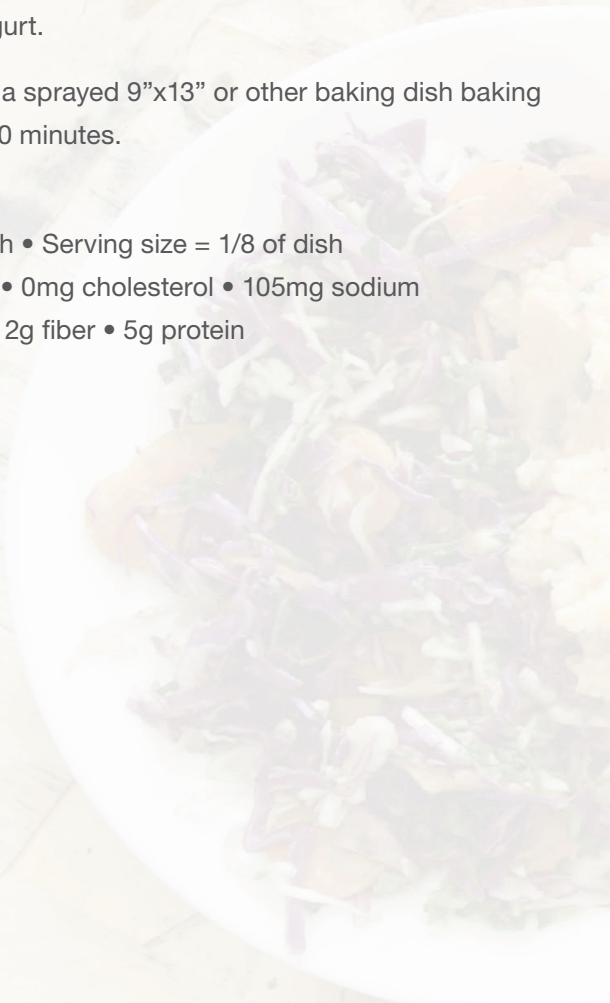 gurt.
a sprayed 9”x13” or other baking dish baking
0 minutes.
h • Serving size = 1/8 of dish
• 0mg cholesterol • 105mg sodium
2g fiber • 5g protein